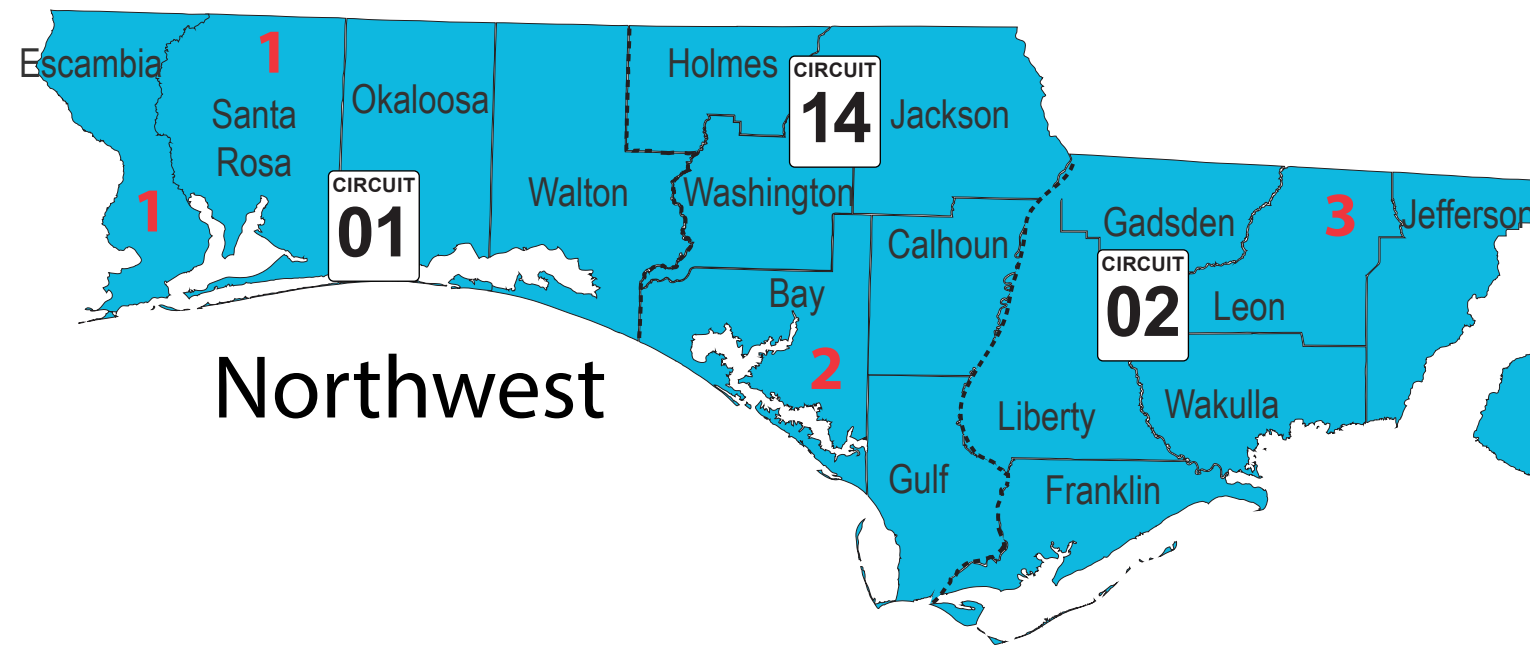 Escambia
1
Santa
Rosa
1
Okaloosa
CIRCUIT
01
Walton
Holmes
CIRCUIT
14
Jackson
Washington
Calhoun
Bay
2
Gulf
Gadsden
3
Jefferson
CIRCUIT
02
Leon
Liberty
Wakulla
Franklin
Northwest